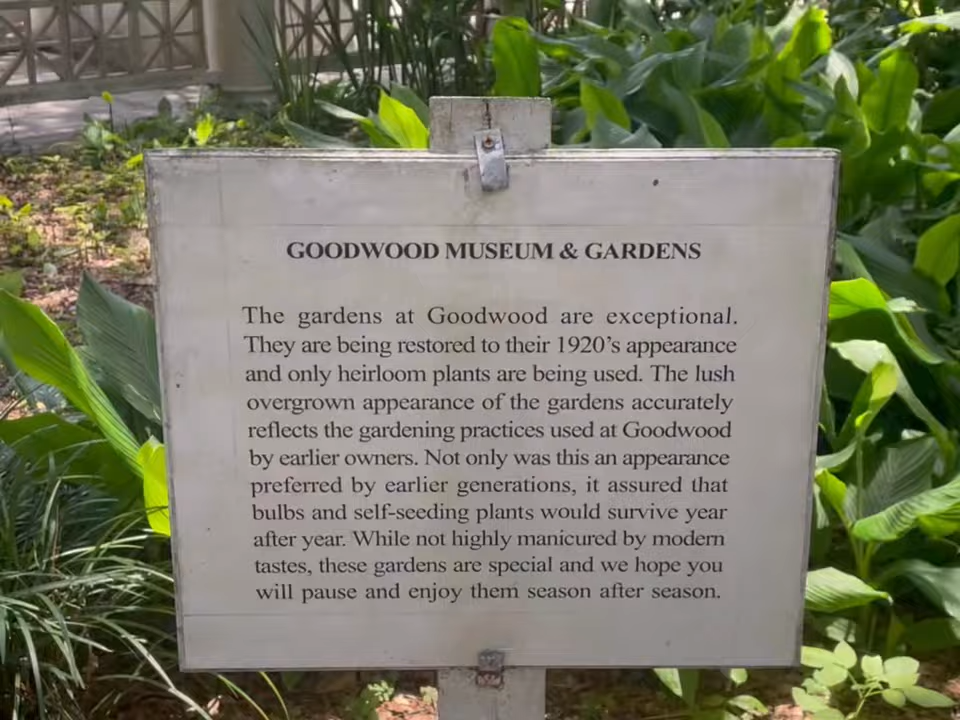 GOODWOOD MUSEUM & GARDENS
The gardens at Goodwood are exceptional.
They are being restored to their 1920's appearance
and only heirloom plants are being used. The lush
overgrown appearance of the gardens accurately
reflects the gardening practices used at Goodwood
by earlier owners. Not only was this an appearance
preferred by earlier generations, it assured that
bulbs and self-seeding plants would survive year
after year. While not highly manicured by modern
tastes, these gardens are special and we hope you
will pause and enjoy them season after season.